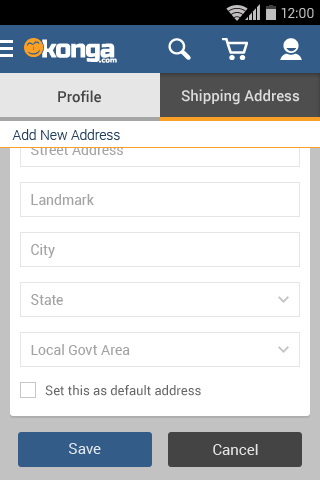 12:00
konga
.com
Profile
Shipping Address
Add New Address
Street Address
Landmark
City
State
Local Govt Area
Set this as default address
Save
Cancel